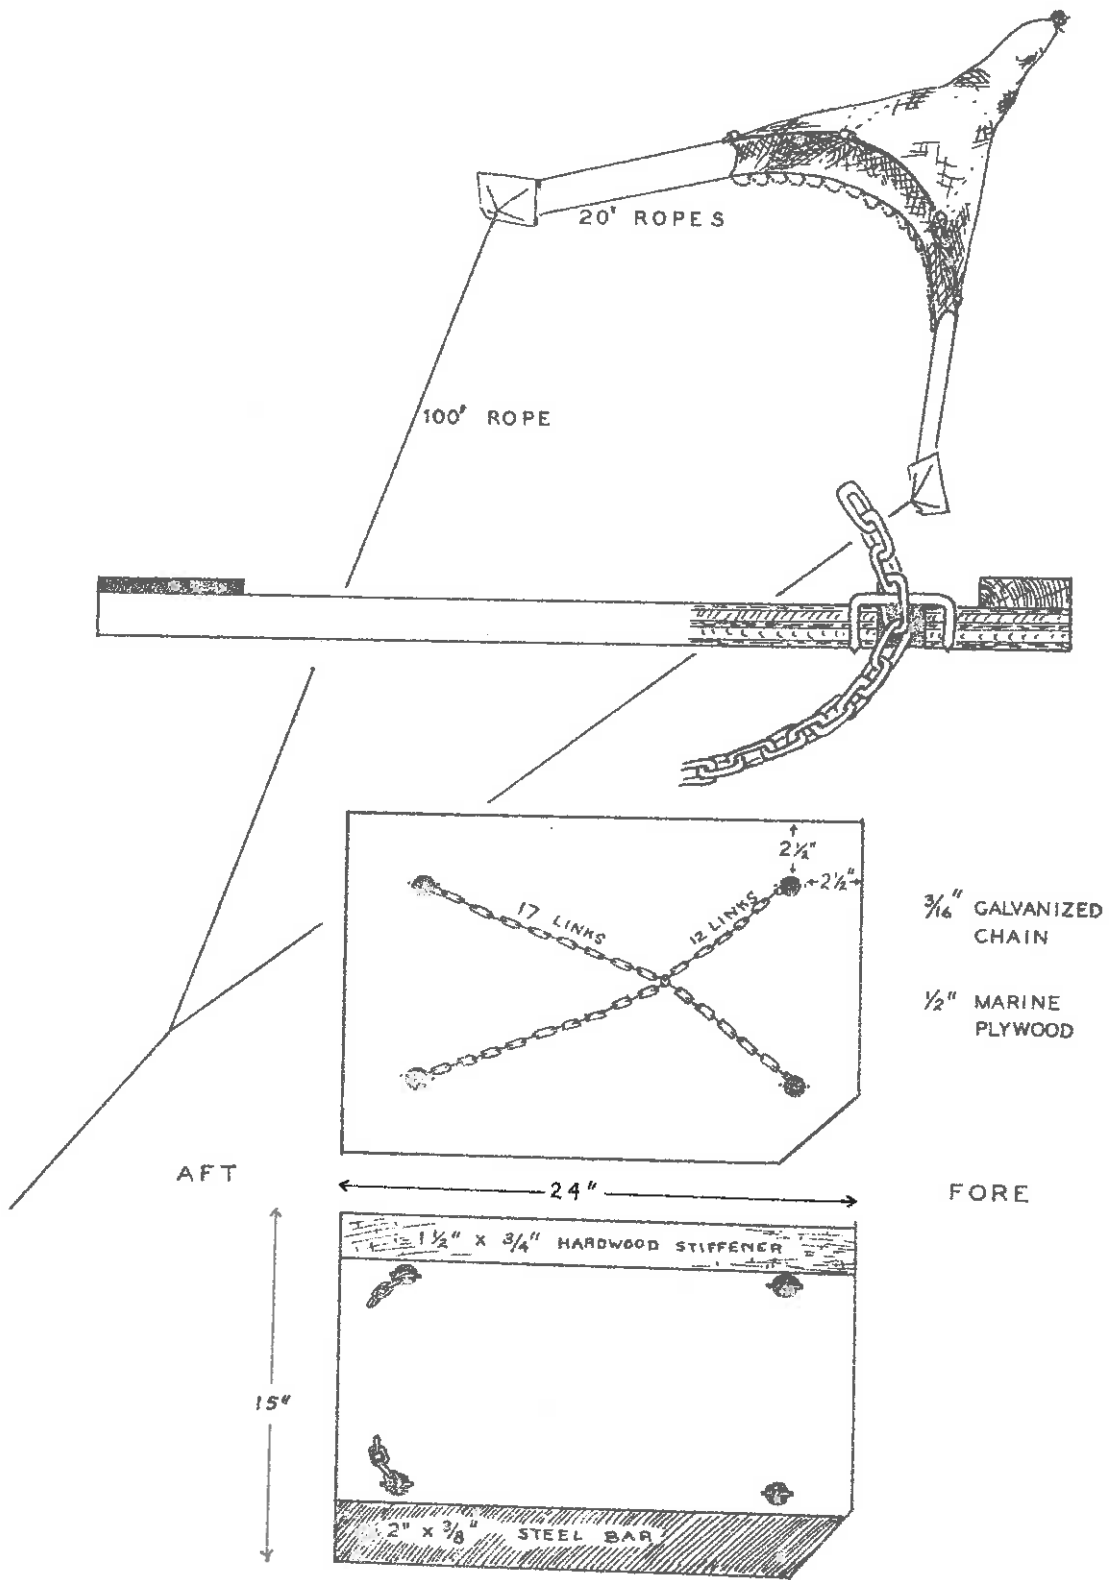 20' ROPES
100' ROPE
2½"
2½"
17 LINKS
12 LINKS
3/16" GALVANIZED
CHAIN
½" MARINE
PLYWOOD
AFT
24"
FORE
1½" x ¾" HARDWOOD STIFFENER
15"
2" x ⅜" STEEL BAR